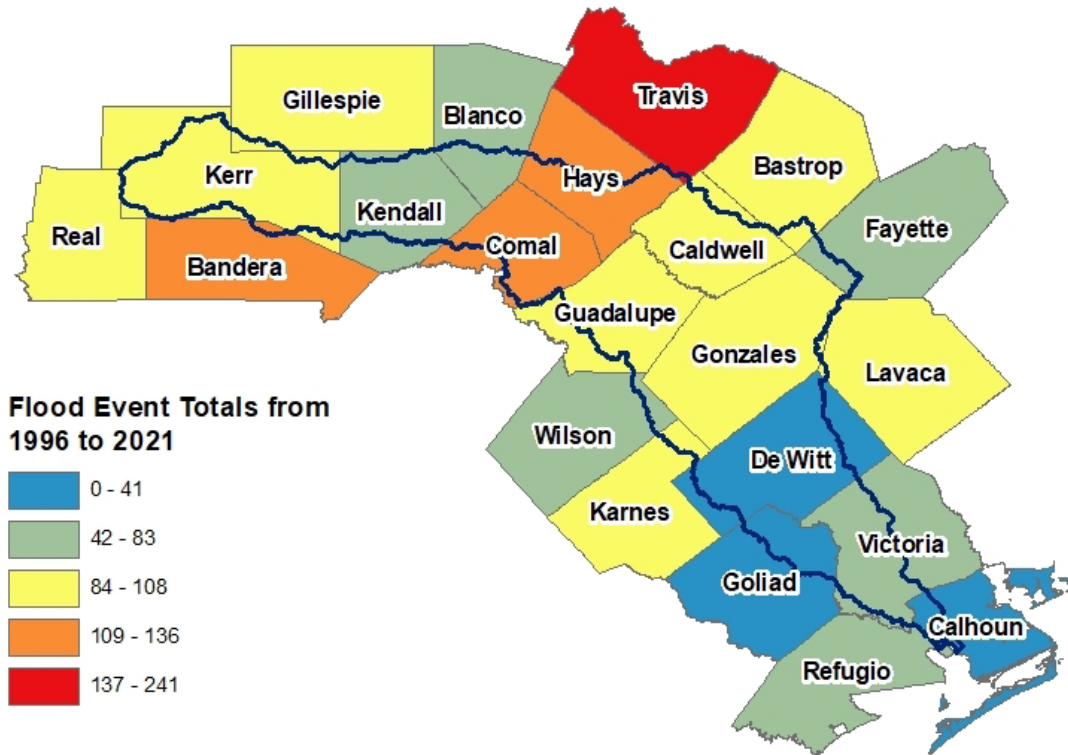 Travis
Gillespie
Blanco
Bastrop
Kerr
Hays
Kendall
Fayette
Real
Comal
Caldwell
Bandera
Guadalupe
Gonzales
Lavaca
Flood Event Totals from
1996 to 2021
Wilson
De Witt
0 - 41
Karnes
42 - 83
Victoria
Goliad
84 - 108
Calhoun
109 - 136
Refugio
137 - 241